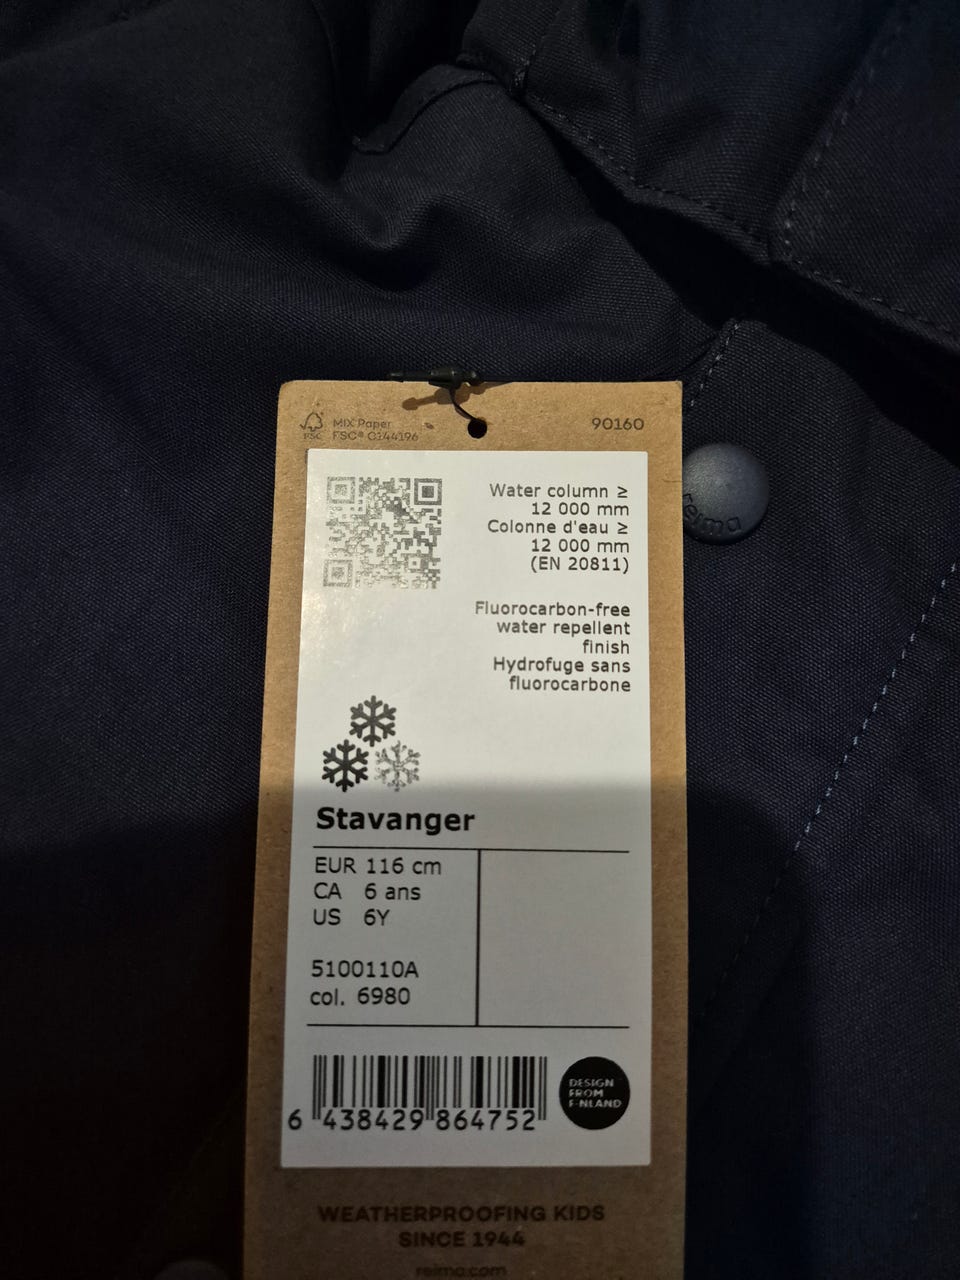 MIX Paper
FSC® C144196
FSC
90160
Water column ≥
12 000 mm
Colonne d'eau ≥
12 000 mm
(EN 20811)
reima
Fluorocarbon-free
water repellent
finish
Hydrofuge sans
fluorocarbone
Stavanger
EUR 116 cm
CA 6 ans
US 6Y
5100110A
col. 6980
6 438429 864752
DESIGN
FROM
FINLAND
WEATHERPROOFING KIDS
SINCE 1944
reima.com